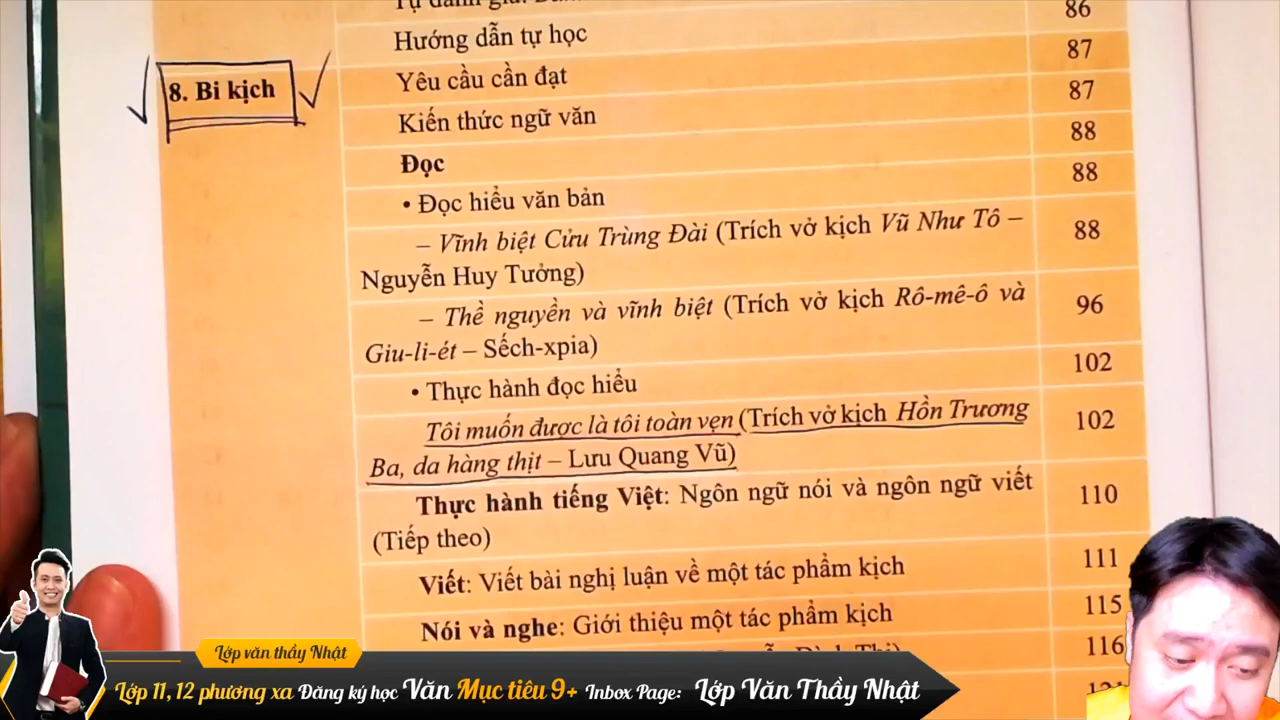 86
Hướng dẫn tự học
8. Bi kịch
Yêu cầu cần đạt 87
Kiến thức ngữ văn 87
Đọc 88
• Đọc hiểu văn bản 88
– Vĩnh biệt Cửu Trùng Đài (Trích vở kịch Vũ Như Tô –
Nguyễn Huy Tưởng) 88
– Thề nguyền và vĩnh biệt (Trích vở kịch Rô-mê-ô và
Giu-li-ét – Sếch-xpia) 96
• Thực hành đọc hiểu 102
Tôi muốn được là tôi toàn vẹn (Trích vở kịch Hồn Trương
Ba, da hàng thịt – Lưu Quang Vũ) 102
Thực hành tiếng Việt: Ngôn ngữ nói và ngôn ngữ viết
(Tiếp theo) 110
Viết: Viết bài nghị luận về một tác phẩm kịch 111
Nói và nghe: Giới thiệu một tác phẩm kịch 115
116
Lớp văn thầy Nhật
Lớp 11, 12 phương xa Đăng ký học Văn Mục tiêu 9+ Inbox Page: Lớp Văn Thầy Nhật